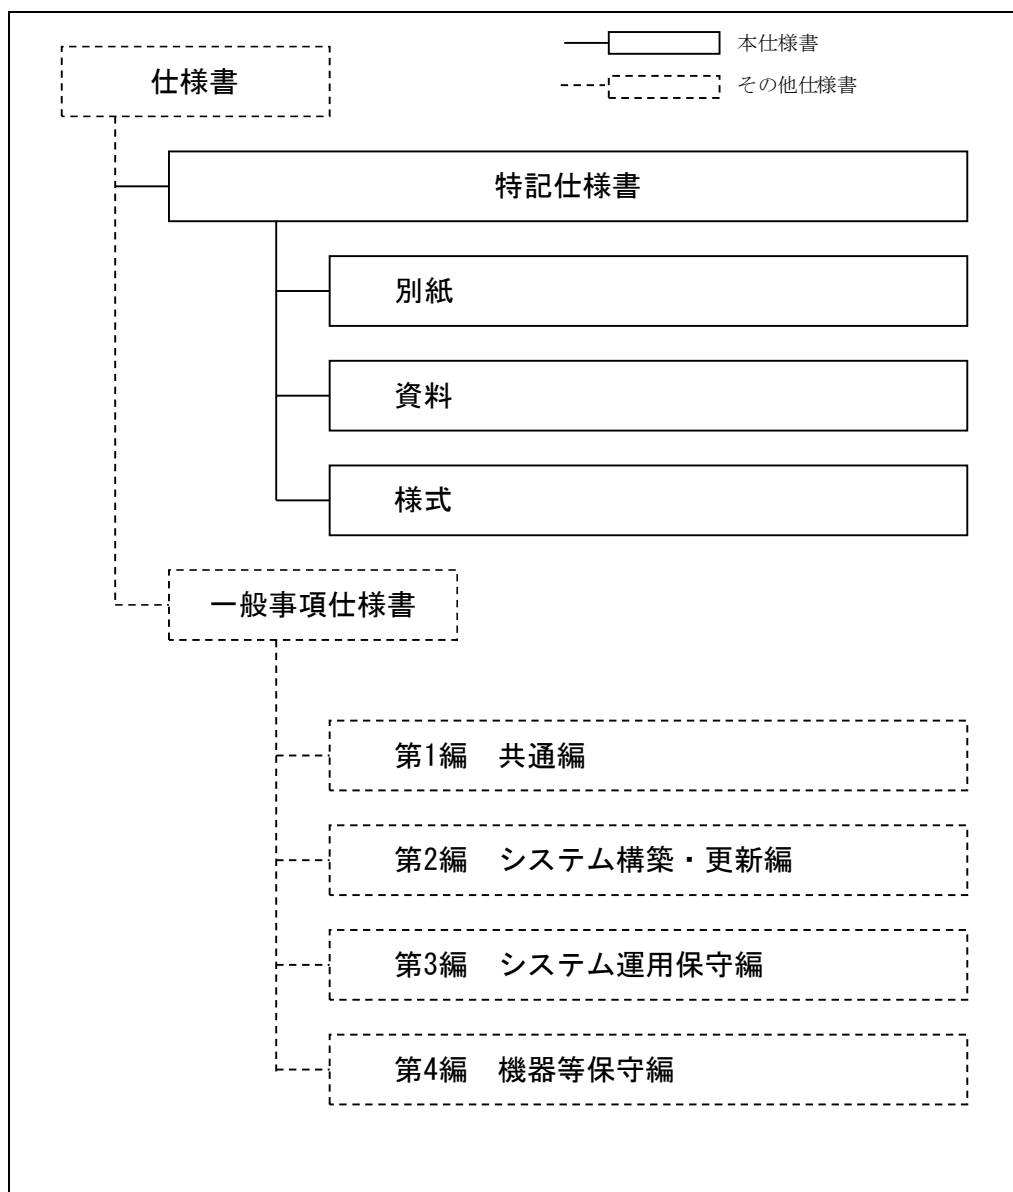 本仕様書
その他仕様書
仕様書
特記仕様書
別紙
資料
様式
一般事項仕様書
第1編　共通編
第2編　システム構築・更新編
第3編　システム運用保守編
第4編　機器等保守編